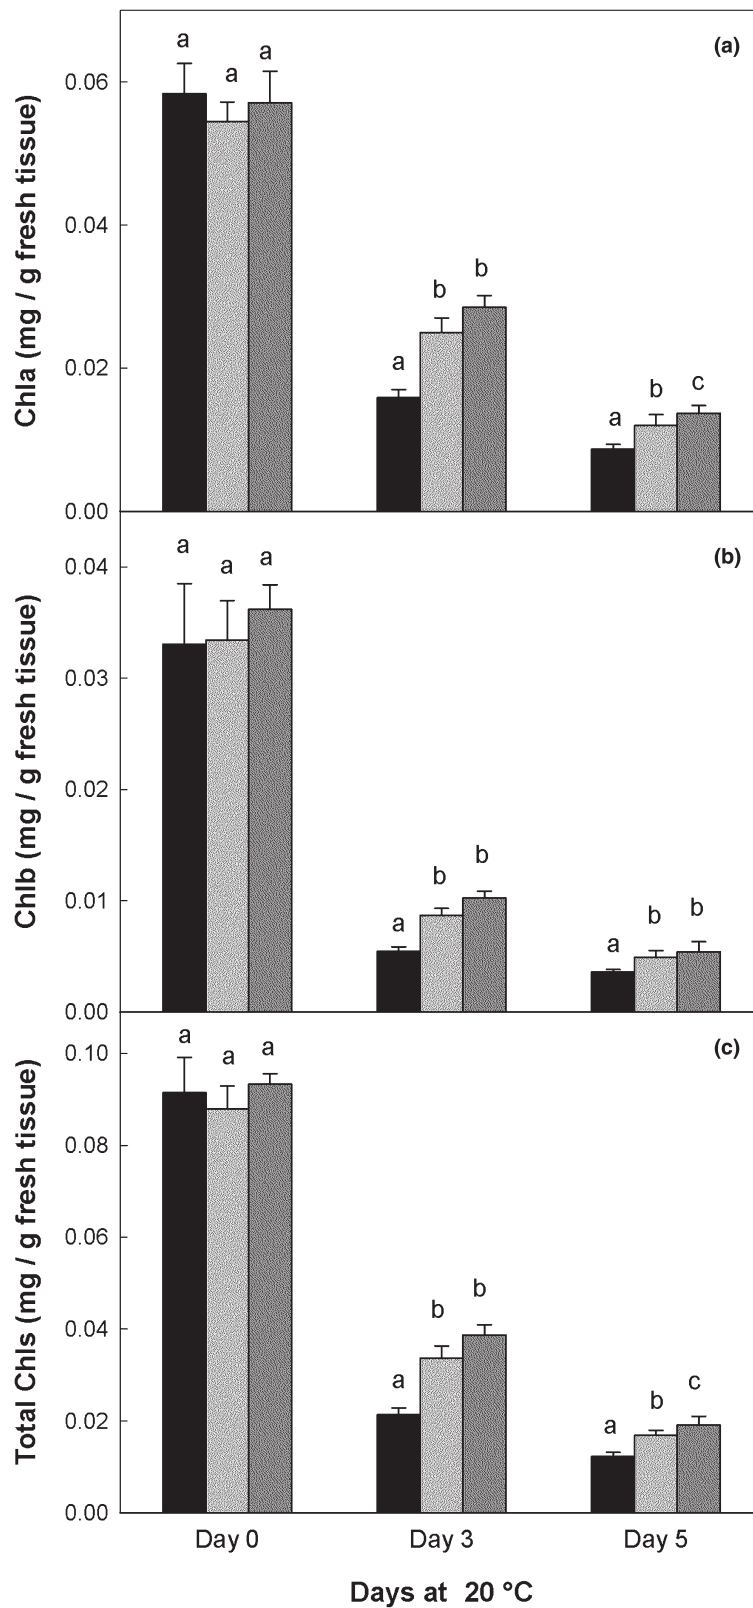 (a)
Chla (mg / g fresh tissue)
0.06
0.04
0.02
0.00
a a a
a b b
a b c
(b)
Chlb (mg / g fresh tissue)
0.04
0.03
0.02
0.01
0.00
a a a
a b b
a b b
(c)
Total Chls (mg / g fresh tissue)
0.10
0.08
0.06
0.04
0.02
0.00
a a a
a b b
a b c
Day 0 Day 3 Day 5
Days at 20 °C